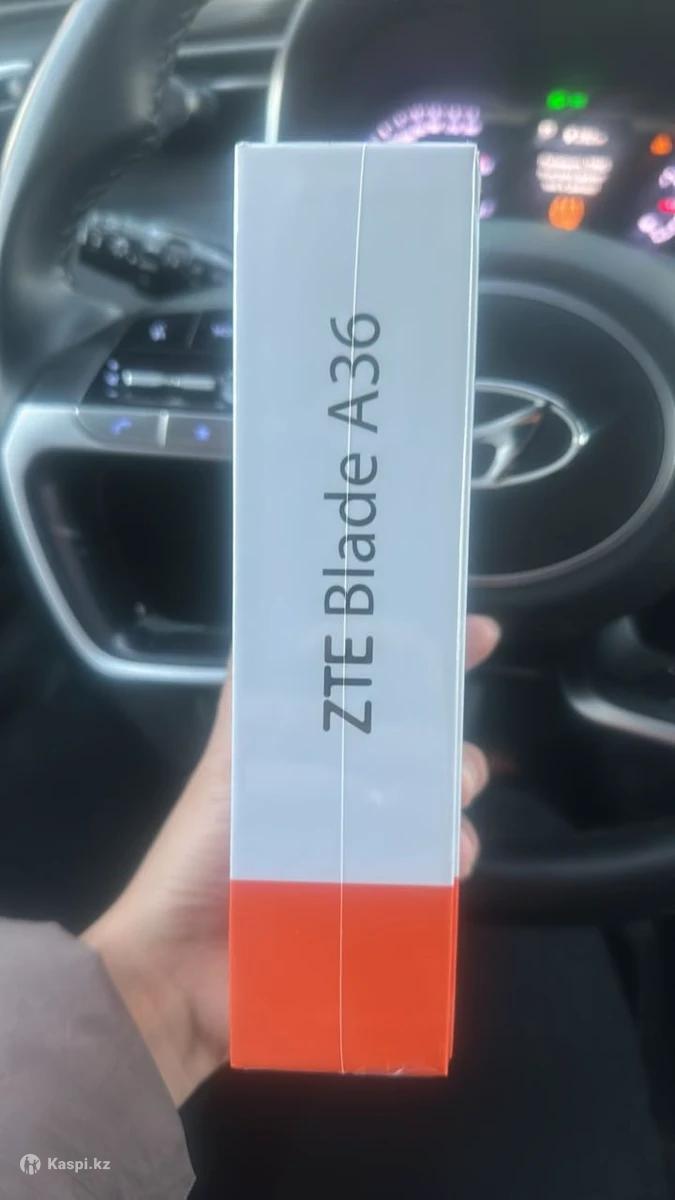 ZTE Blade A36
Kaspi.kz